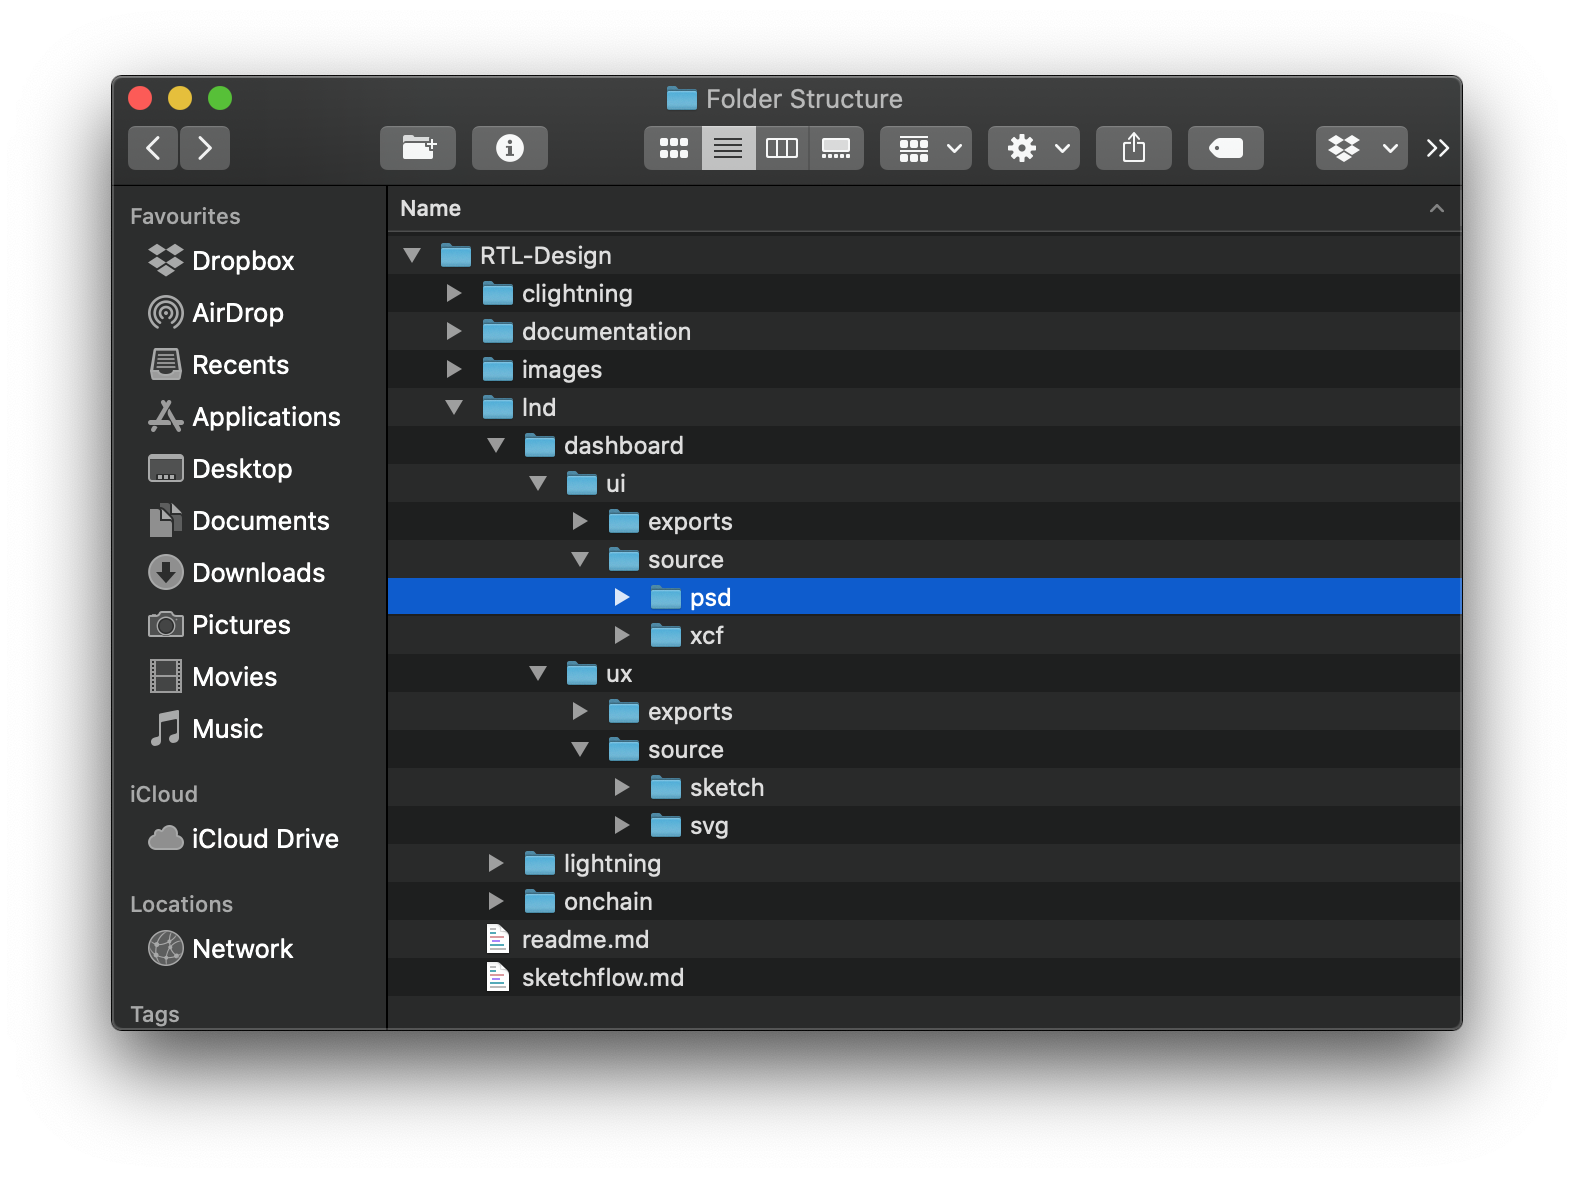 Folder Structure
Favourites
Dropbox
AirDrop
Recents
Applications
Desktop
Documents
Downloads
Pictures
Movies
Music
iCloud
iCloud Drive
Locations
Network
Tags
Name
RTL-Design
clightning
documentation
images
lnd
dashboard
ui
exports
source
psd
xcf
ux
exports
source
sketch
svg
lightning
onchain
readme.md
sketchflow.md